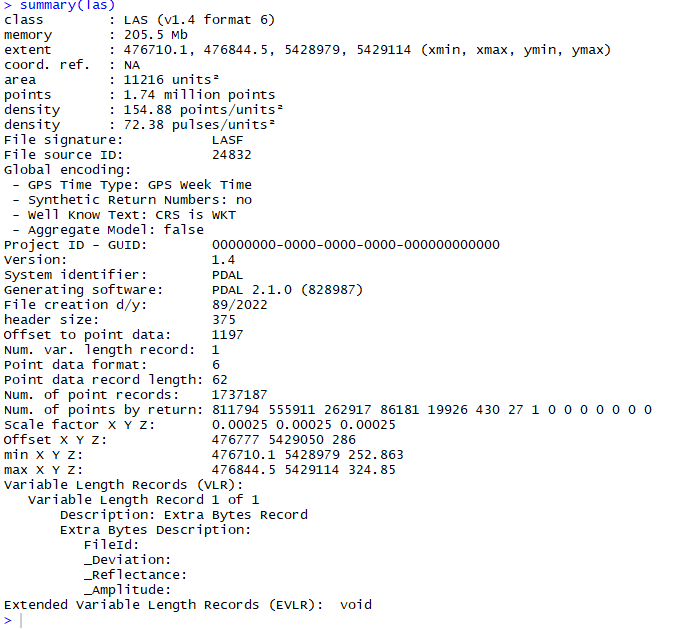 > summary(las)
class        : LAS (v1.4 format 6)
memory       : 205.5 Mb
extent       : 476710.1, 476844.5, 5428979, 5429114 (xmin, xmax, ymin, ymax)
coord. ref.  : NA
area         : 11216 units²
points       : 1.74 million points
density      : 154.88 points/units²
density      : 72.38 pulses/units²
File signature:           LASF
File source ID:           24832
Global encoding:
 - GPS Time Type: GPS Week Time
 - Synthetic Return Numbers: no
 - Well Know Text: CRS is WKT
 - Aggregate Model: false
Project ID - GUID:        00000000-0000-0000-0000-000000000000
Version:                  1.4
System identifier:        PDAL
Generating software:      PDAL 2.1.0 (828987)
File creation d/y:        89/2022
header size:              375
Offset to point data:     1197
Num. var. length record:  1
Point data format:        6
Point data record length: 62
Num. of point records:    1737187
Num. of points by return: 811794 555911 262917 86181 19926 430 27 1 0 0 0 0 0 0 0
Scale factor X Y Z:       0.00025 0.00025 0.00025
Offset X Y Z:             476777 5429050 286
min X Y Z:                476710.1 5428979 252.863
max X Y Z:                476844.5 5429114 324.85
Variable Length Records (VLR):
   Variable Length Record 1 of 1
       Description: Extra Bytes Record
       Extra Bytes Description:
          FileId:
          _Deviation:
          _Reflectance:
          _Amplitude:
Extended Variable Length Records (EVLR):  void
>